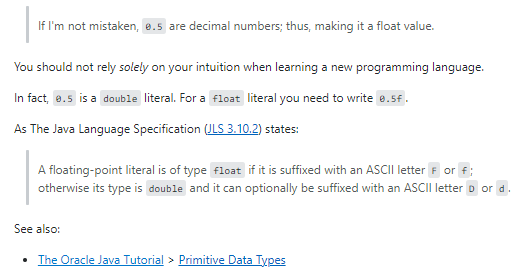 If I'm not mistaken, 0.5 are decimal numbers; thus, making it a float value.
You should not rely solely on your intuition when learning a new programming language.
In fact, 0.5 is a double literal. For a float literal you need to write 0.5f.
As The Java Language Specification (JLS 3.10.2) states:
A floating-point literal is of type float if it is suffixed with an ASCII letter F or f;
otherwise its type is double and it can optionally be suffixed with an ASCII letter D or d.
See also:
• The Oracle Java Tutorial > Primitive Data Types